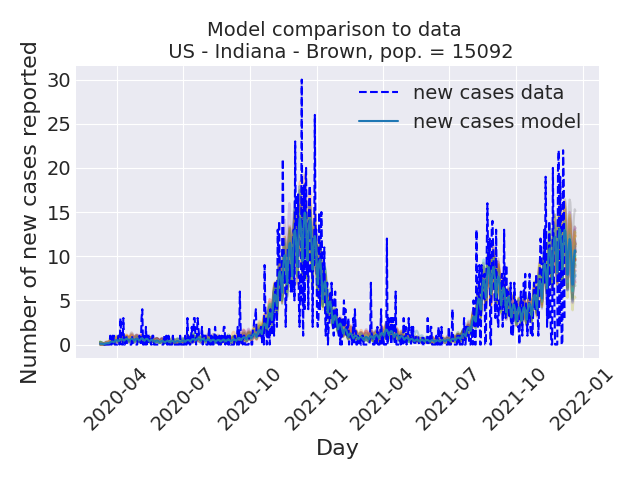 Model comparison to data
US - Indiana - Brown, pop. = 15092
Number of new cases reported
30
25
20
15
10
5
0
new cases data
new cases model
2020-04
2020-07
2020-10
2021-01
2021-04
2021-07
2021-10
2022-01
Day